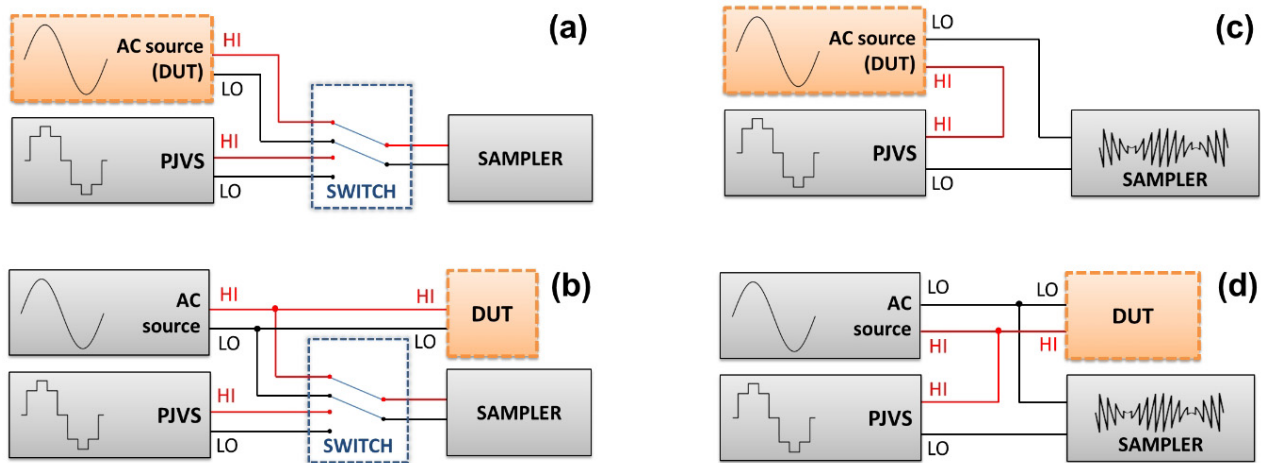 (a)
HI
AC source
(DUT)
LO
HI
PJVS
LO
SWITCH
SAMPLER
(c)
LO
AC source
(DUT)
HI
HI
PJVS
LO
SAMPLER
(b)
HI
HI
AC
source
DUT
LO
LO
HI
PJVS
LO
SWITCH
SAMPLER
(d)
LO
LO
AC
source
DUT
HI
HI
HI
PJVS
LO
SAMPLER